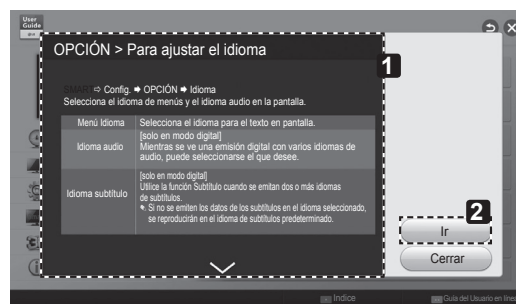 User
Guide
OPCIÓN > Para ajustar el idioma
1
SMART ⇨ Config. ➡ OPCIÓN ➡ Idioma
Selecciona el idioma de menús y el idioma audio en la pantalla.
Menú Idioma Selecciona el idioma para el texto en pantalla.
Idioma audio
[solo en modo digital]
Mientras se ve una emisión digital con varios idiomas de
audio, puede seleccionarse el que desee.
Idioma subtítulo
[solo en modo digital]
Utilice la función Subtítulo cuando se emitan dos o más idiomas
de subtítulos.
Si no se emiten los datos de los subtítulos en el idioma seleccionado,
se reproducirán en el idioma de subtítulos predeterminado.
2
Ir
Cerrar
Indice
Guía del Usuario en line